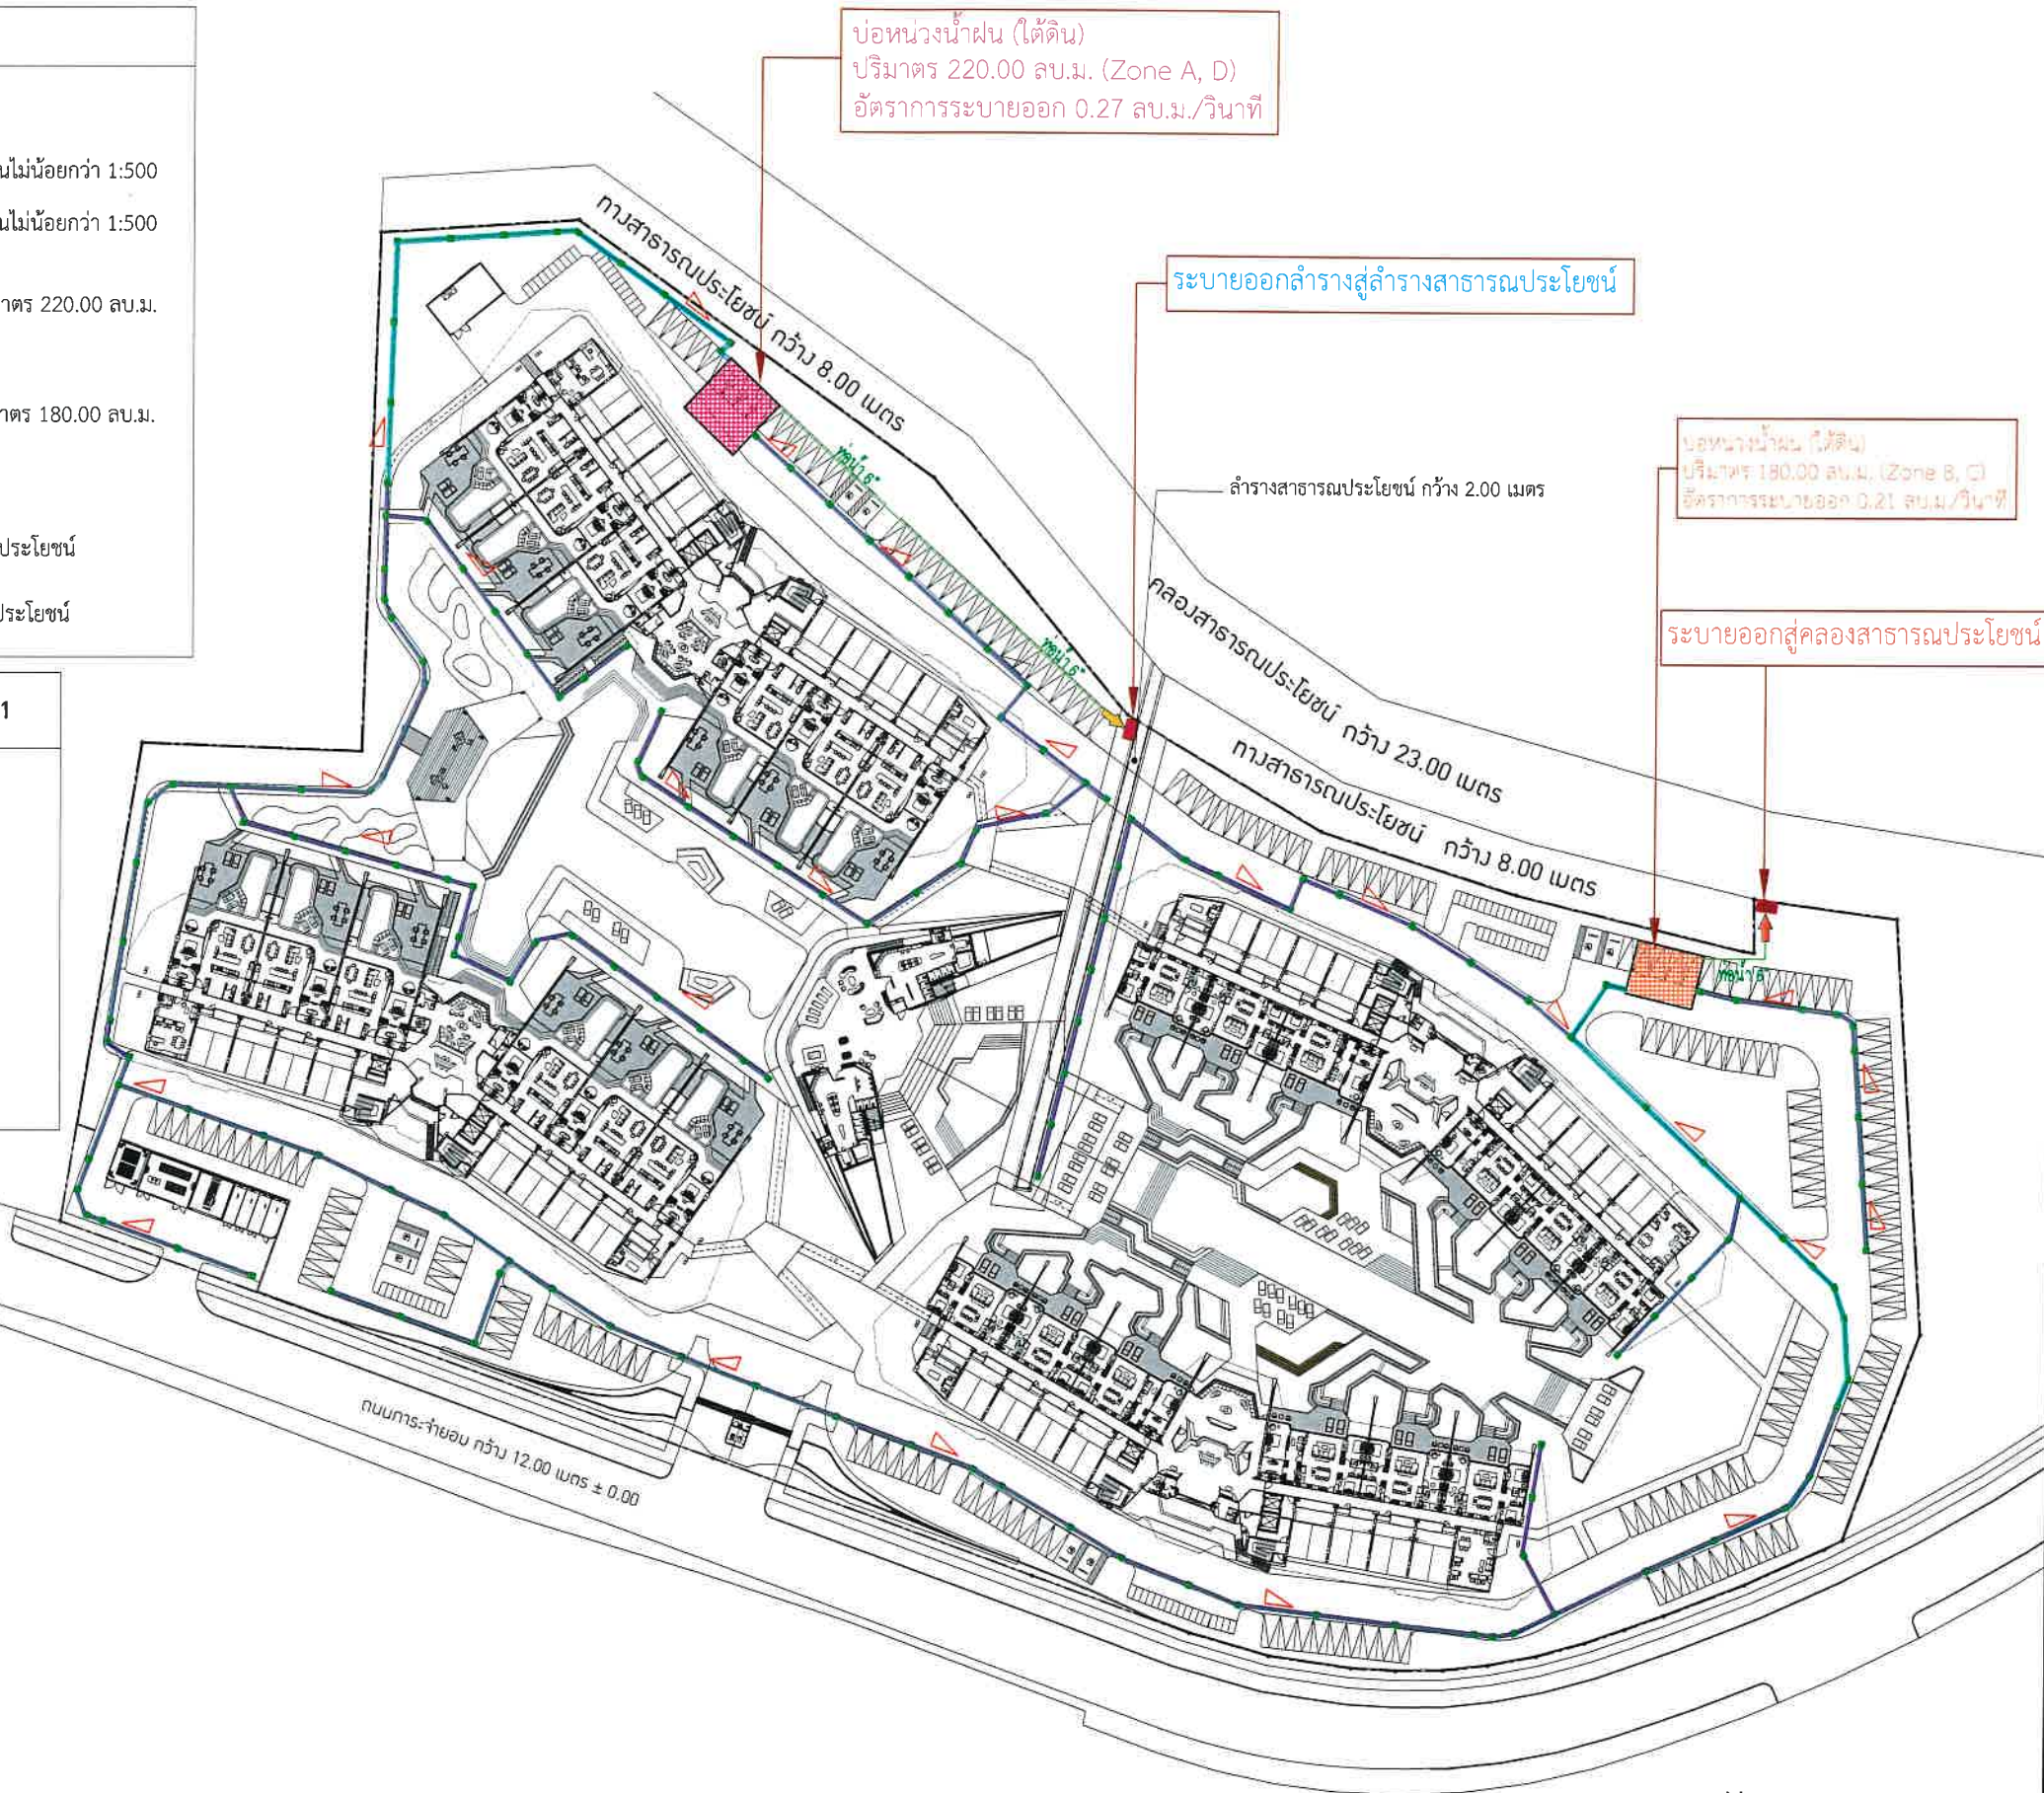 บ่อหน่วงน้ำฝน (ใต้ดิน)
ปริมาตร 220.00 ลบ.ม. (Zone A, D)
อัตราการระบายออก 0.27 ลบ.ม./วินาที
นไม่น้อยกว่า 1:500
นไม่น้อยกว่า 1:500
าตร 220.00 ลบ.ม.
าตร 180.00 ลบ.ม.
ประโยชน์
ประโยชน์
1
ทางสาธารณประโยชน์ กว้าง 8.00 เมตร
ระบายออกลำรางสู่ลำรางสาธารณประโยชน์
บ่อหน่วงน้ำฝน (ใต้ดิน)
ปริมาตร 180.00 ลบ.ม. (Zone B, C)
อัตราการระบายออก 0.21 ลบ.ม./วินาที
ท่อน้ำ 6"
ลำรางสาธารณประโยชน์ กว้าง 2.00 เมตร
คลองสาธารณประโยชน์ กว้าง 23.00 เมตร
ระบายออกสู่คลองสาธารณประโยชน์
ท่อน้ำ 6"
ทางสาธารณประโยชน์ กว้าง 8.00 เมตร
ท่อน้ำ 6"
ถนนภาระจำยอม กว้าง 12.00 เมตร ± 0.00